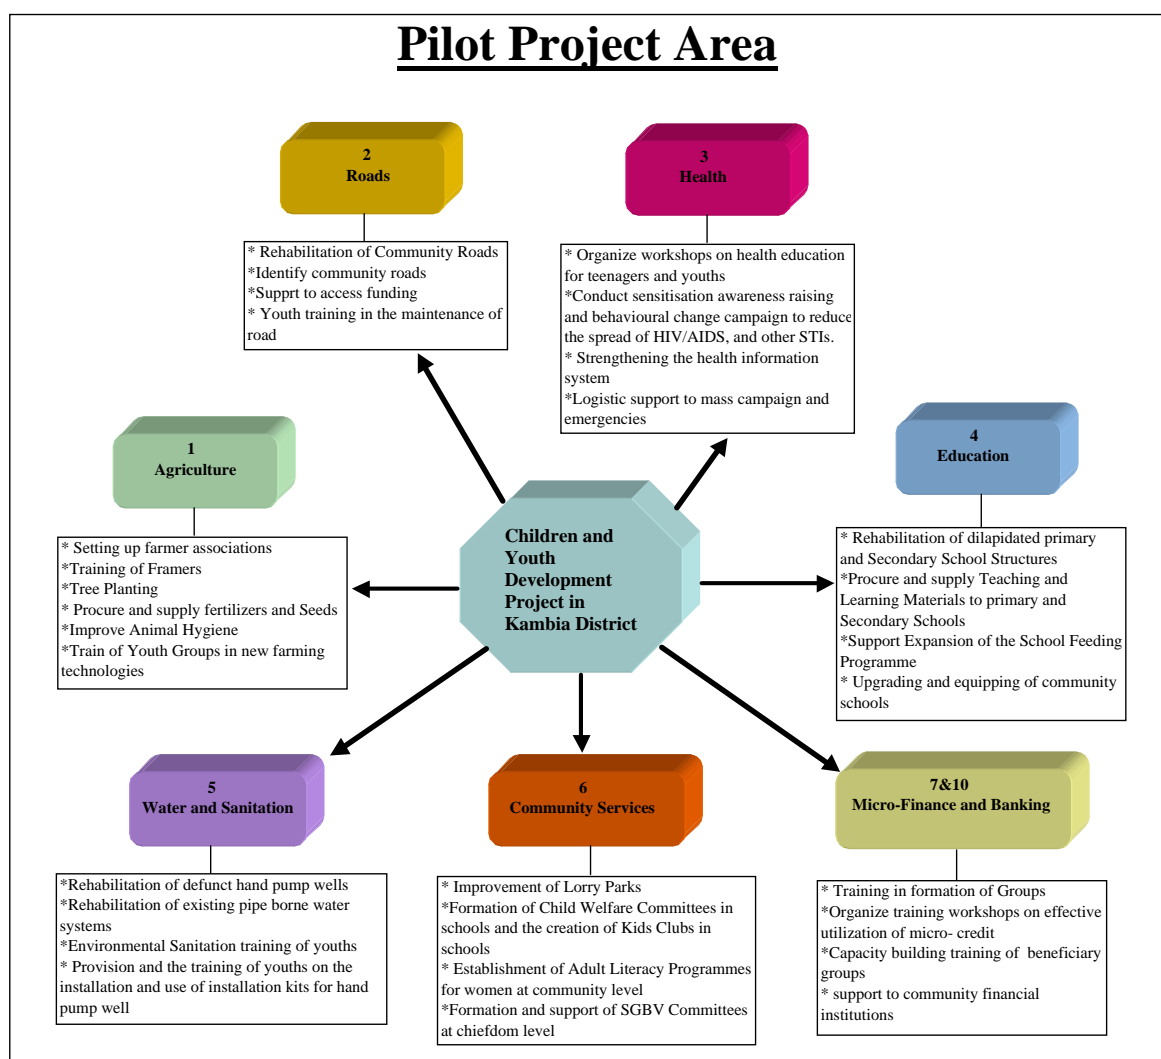 Pilot Project Area
2
Roads
* Rehabilitation of Community Roads
*Identify community roads
*Supprt to access funding
* Youth training in the maintenance of
road
3
Health
* Organize workshops on health education
for teenagers and youths
*Conduct sensitisation awareness raising
and behavioural change campaign to reduce
the spread of HIV/AIDS, and other STIs.
* Strengthening the health information
system
*Logistic support to mass campaign and
emergencies
1
Agriculture
* Setting up farmer associations
*Training of Framers
*Tree Planting
* Procure and supply fertilizers and Seeds
*Improve Animal Hygiene
*Train of Youth Groups in new farming
technologies
Children and
Youth
Development
Project in
Kambia District
4
Education
* Rehabilitation of dilapidated primary
and Secondary School Structures
*Procure and supply Teaching and
Learning Materials to primary and
Secondary Schools
*Support Expansion of the School Feeding
Programme
* Upgrading and equipping of community
schools
5
Water and Sanitation
*Rehabilitation of defunct hand pump wells
*Rehabilitation of existing pipe borne water
systems
*Environmental Sanitation training of youths
* Provision and the training of youths on the
installation and use of installation kits for hand
pump well
6
Community Services
* Improvement of Lorry Parks
*Formation of Child Welfare Committees in
schools and the creation of Kids Clubs in
schools
* Establishment of Adult Literacy Programmes
for women at community level
*Formation and support of SGBV Committees
at chiefdom level
7&10
Micro-Finance and Banking
* Training in formation of Groups
*Organize training workshops on effective
utilization of micro- credit
*Capacity building training of  beneficiary
groups
* support to community financial
institutions